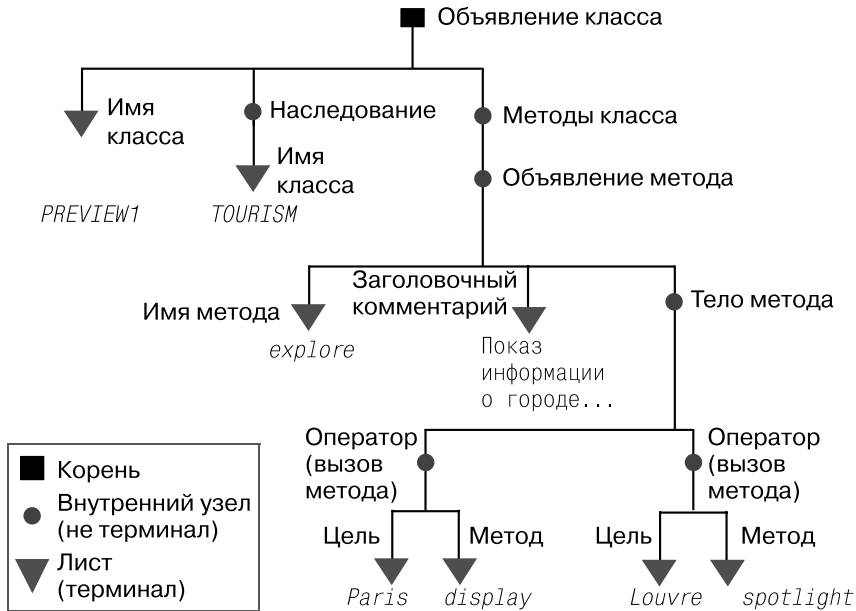 Объявление класса
Имя
класса
Наследование
Методы класса
Имя
класса
Объявление метода
PREVIEW1
TOURISM
Заголовочный
комментарий
Имя метода
Тело метода
explore
Показ
информации
о городе...
Оператор
(вызов
метода)
Оператор
(вызов
метода)
Корень
Внутренний узел
(не терминал)
Лист
(терминал)
Цель
Метод
Цель
Метод
Paris
display
Louvre
spotlight